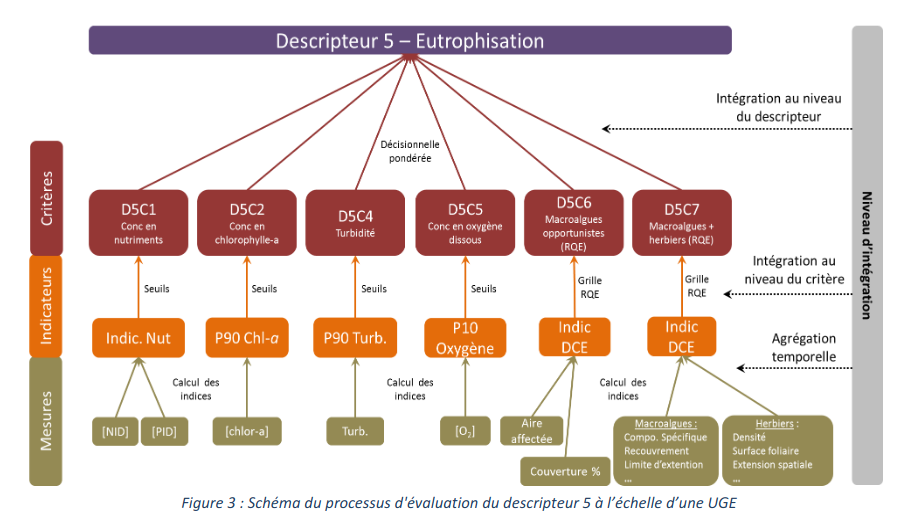 Descripteur 5 – Eutrophisation
Intégration au niveau
du descripteur
Décisionnelle
pondérée
Critères
D5C1
Conc en
nutriments
D5C2
Conc en
chlorophylle-a
D5C4
Turbidité
D5C5
Conc en oxygène
dissous
D5C6
Macroalgues
opportunistes
(RQE)
D5C7
Macroalgues +
herbiers (RQE)
Niveau d'intégration
Intégration au
niveau du critère
Seuils
Seuils
Seuils
Seuils
Grille
RQE
Grille
RQE
Indicateurs
Indic. Nut
P90 Chl-a
P90 Turb.
P10
Oxygène
Indic
DCE
Indic
DCE
Agrégation
temporelle
Mesures
Calcul des
indices
Calcul des
indices
Calcul des
indices
[NID]
[PID]
[chlor-a]
Turb.
[O₂]
Aire
affectée
Couverture %
Macroalgues :
Compo. Spécifique
Recouvrement
Limite d'extention
...
Herbiers :
Densité
Surface foliaire
Extension spatiale
...
Figure 3 : Schéma du processus d'évaluation du descripteur 5 à l'échelle d'une UGE